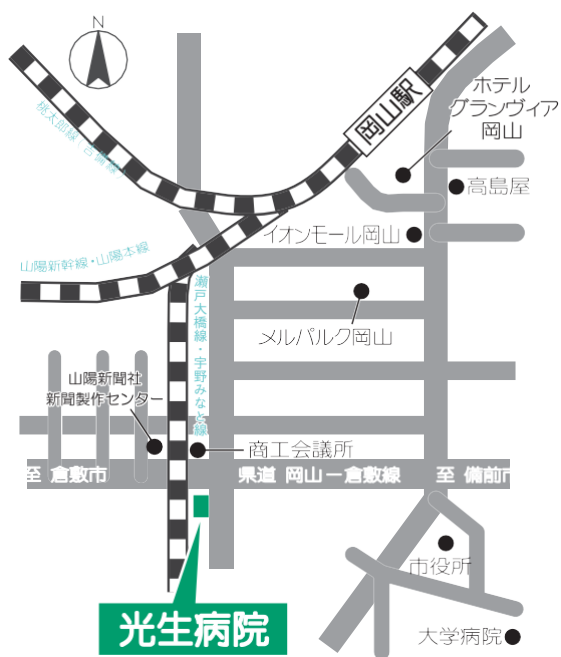 N
岡山駅
ホテル
グランヴィア
岡山
桃太郎線(吉備線)
高島屋
イオンモール岡山
山陽新幹線・山陽本線
瀬戸大橋線・宇野みなと線
メルパルク岡山
山陽新聞社
新聞製作センター
商工会議所
至 倉敷市
県道 岡山－倉敷線
至 備前市
市役所
光生病院
大学病院